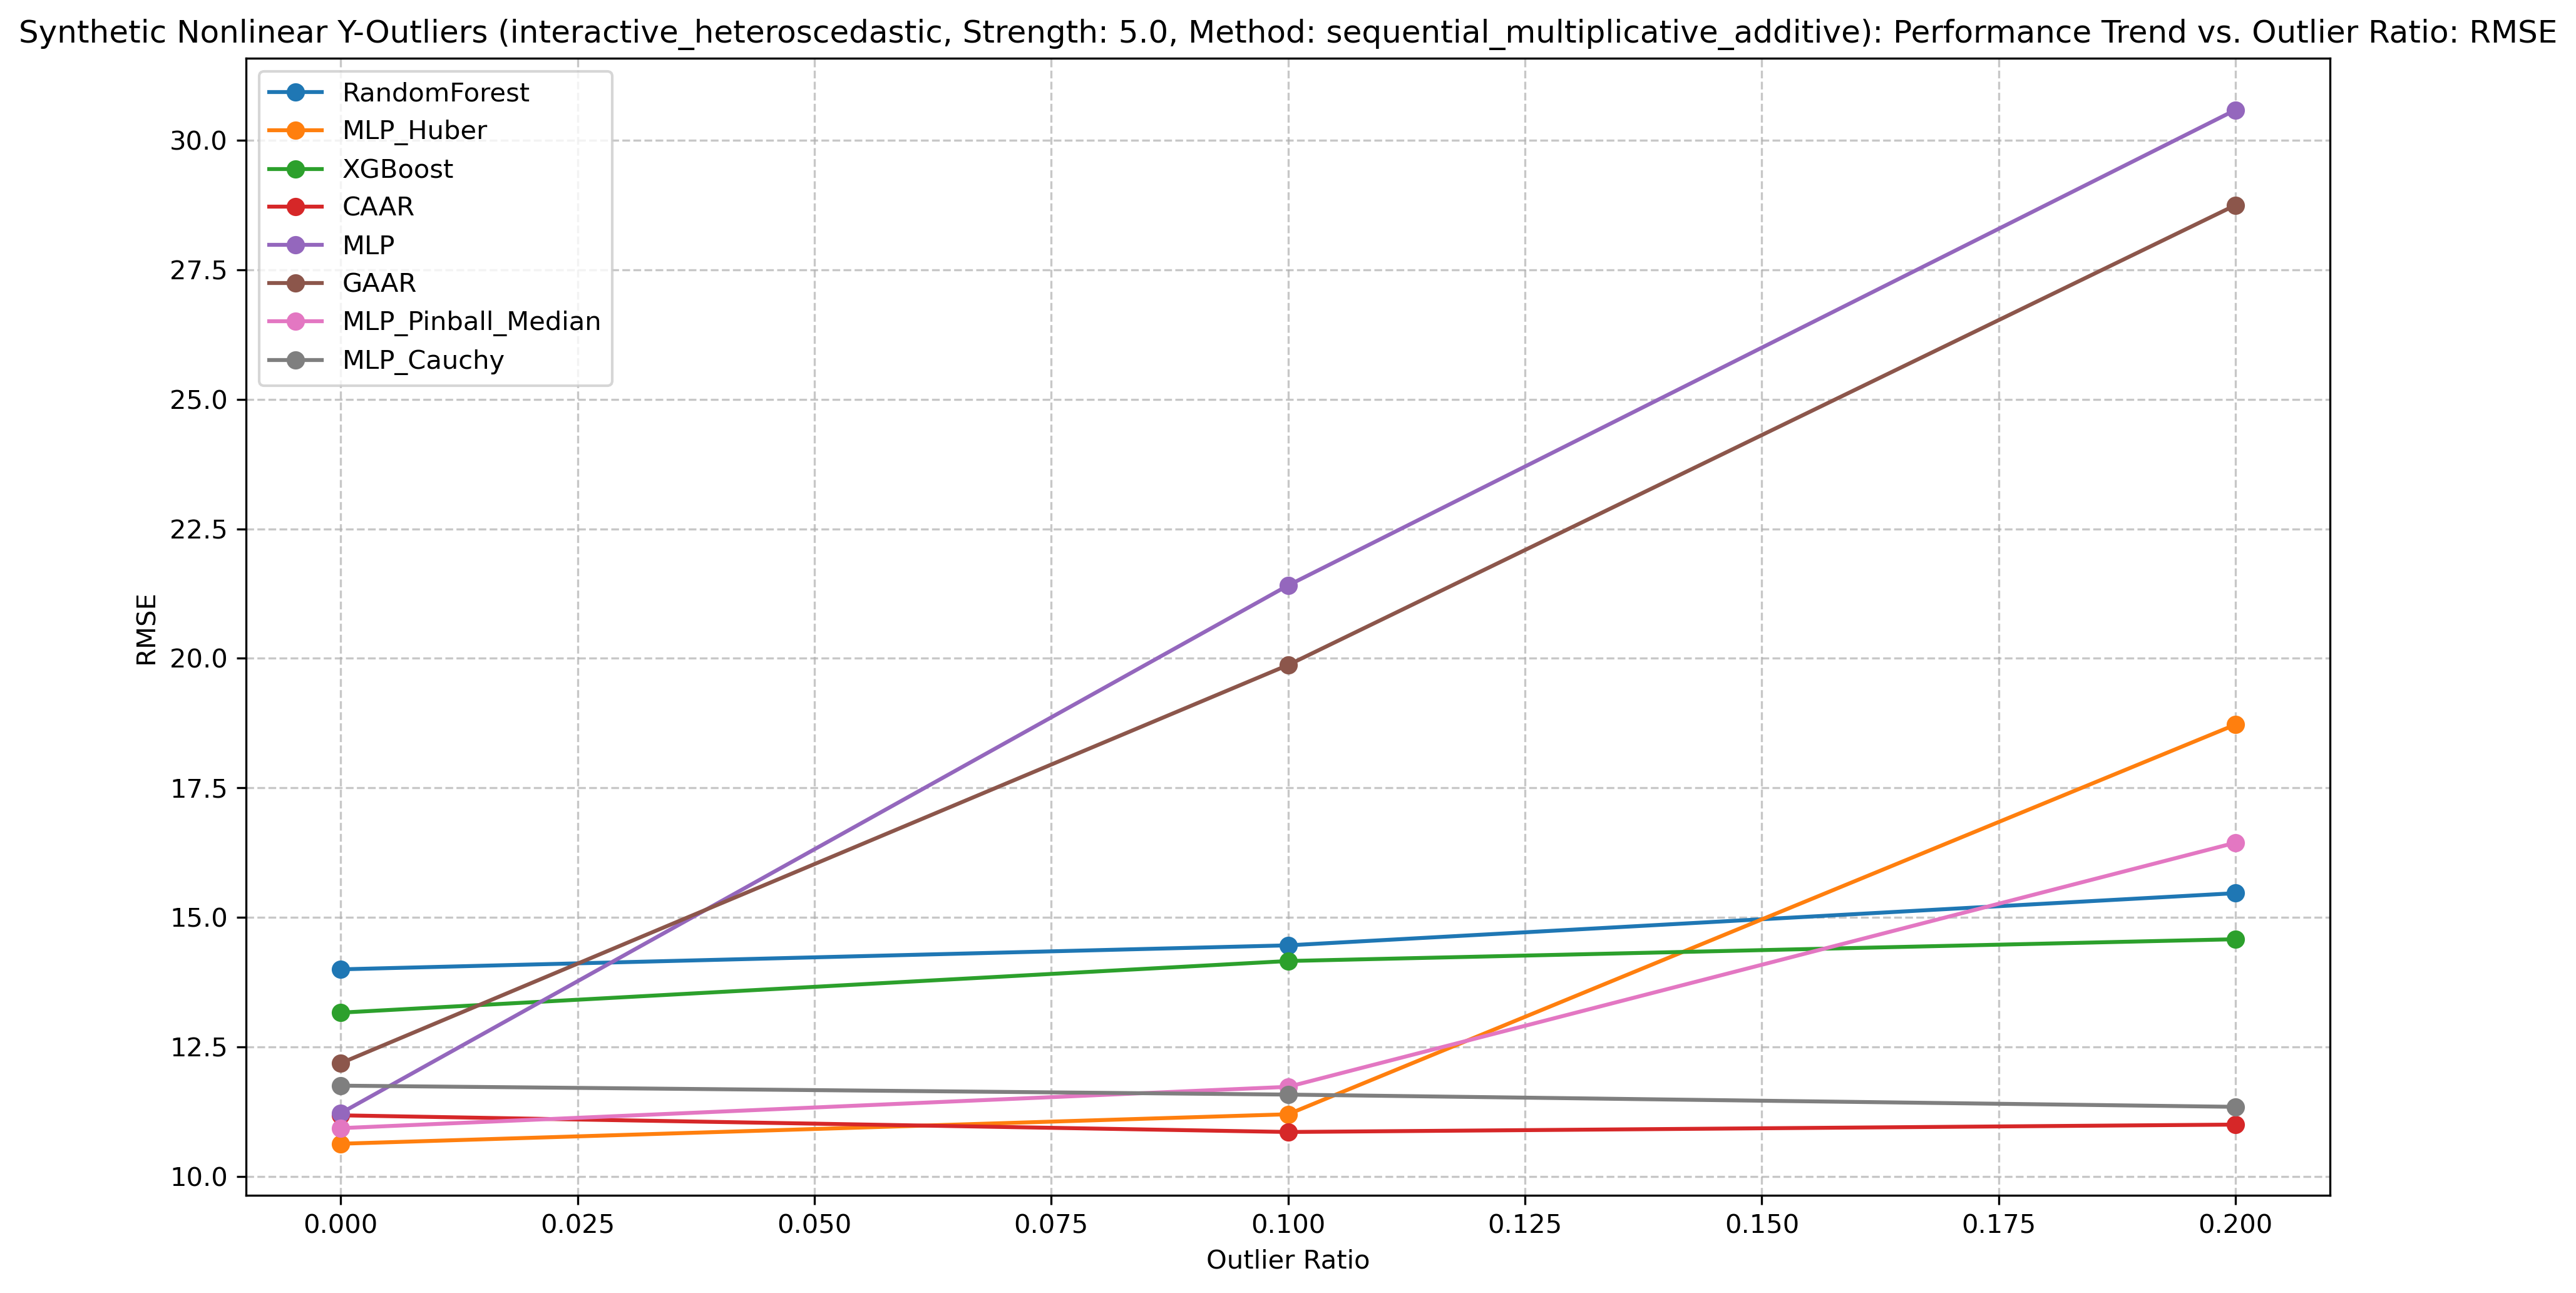 Synthetic Nonlinear Y-Outliers (interactive_heteroscedastic, Strength: 5.0, Method: sequential_multiplicative_additive): Performance Trend vs. Outlier Ratio: RMSE
RandomForest
MLP_Huber
XGBoost
CAAR
MLP
GAAR
MLP_Pinball_Median
MLP_Cauchy
30.0
27.5
25.0
22.5
20.0
17.5
15.0
12.5
10.0
RMSE
0.000 0.025 0.050 0.075 0.100 0.125 0.150 0.175 0.200
Outlier Ratio